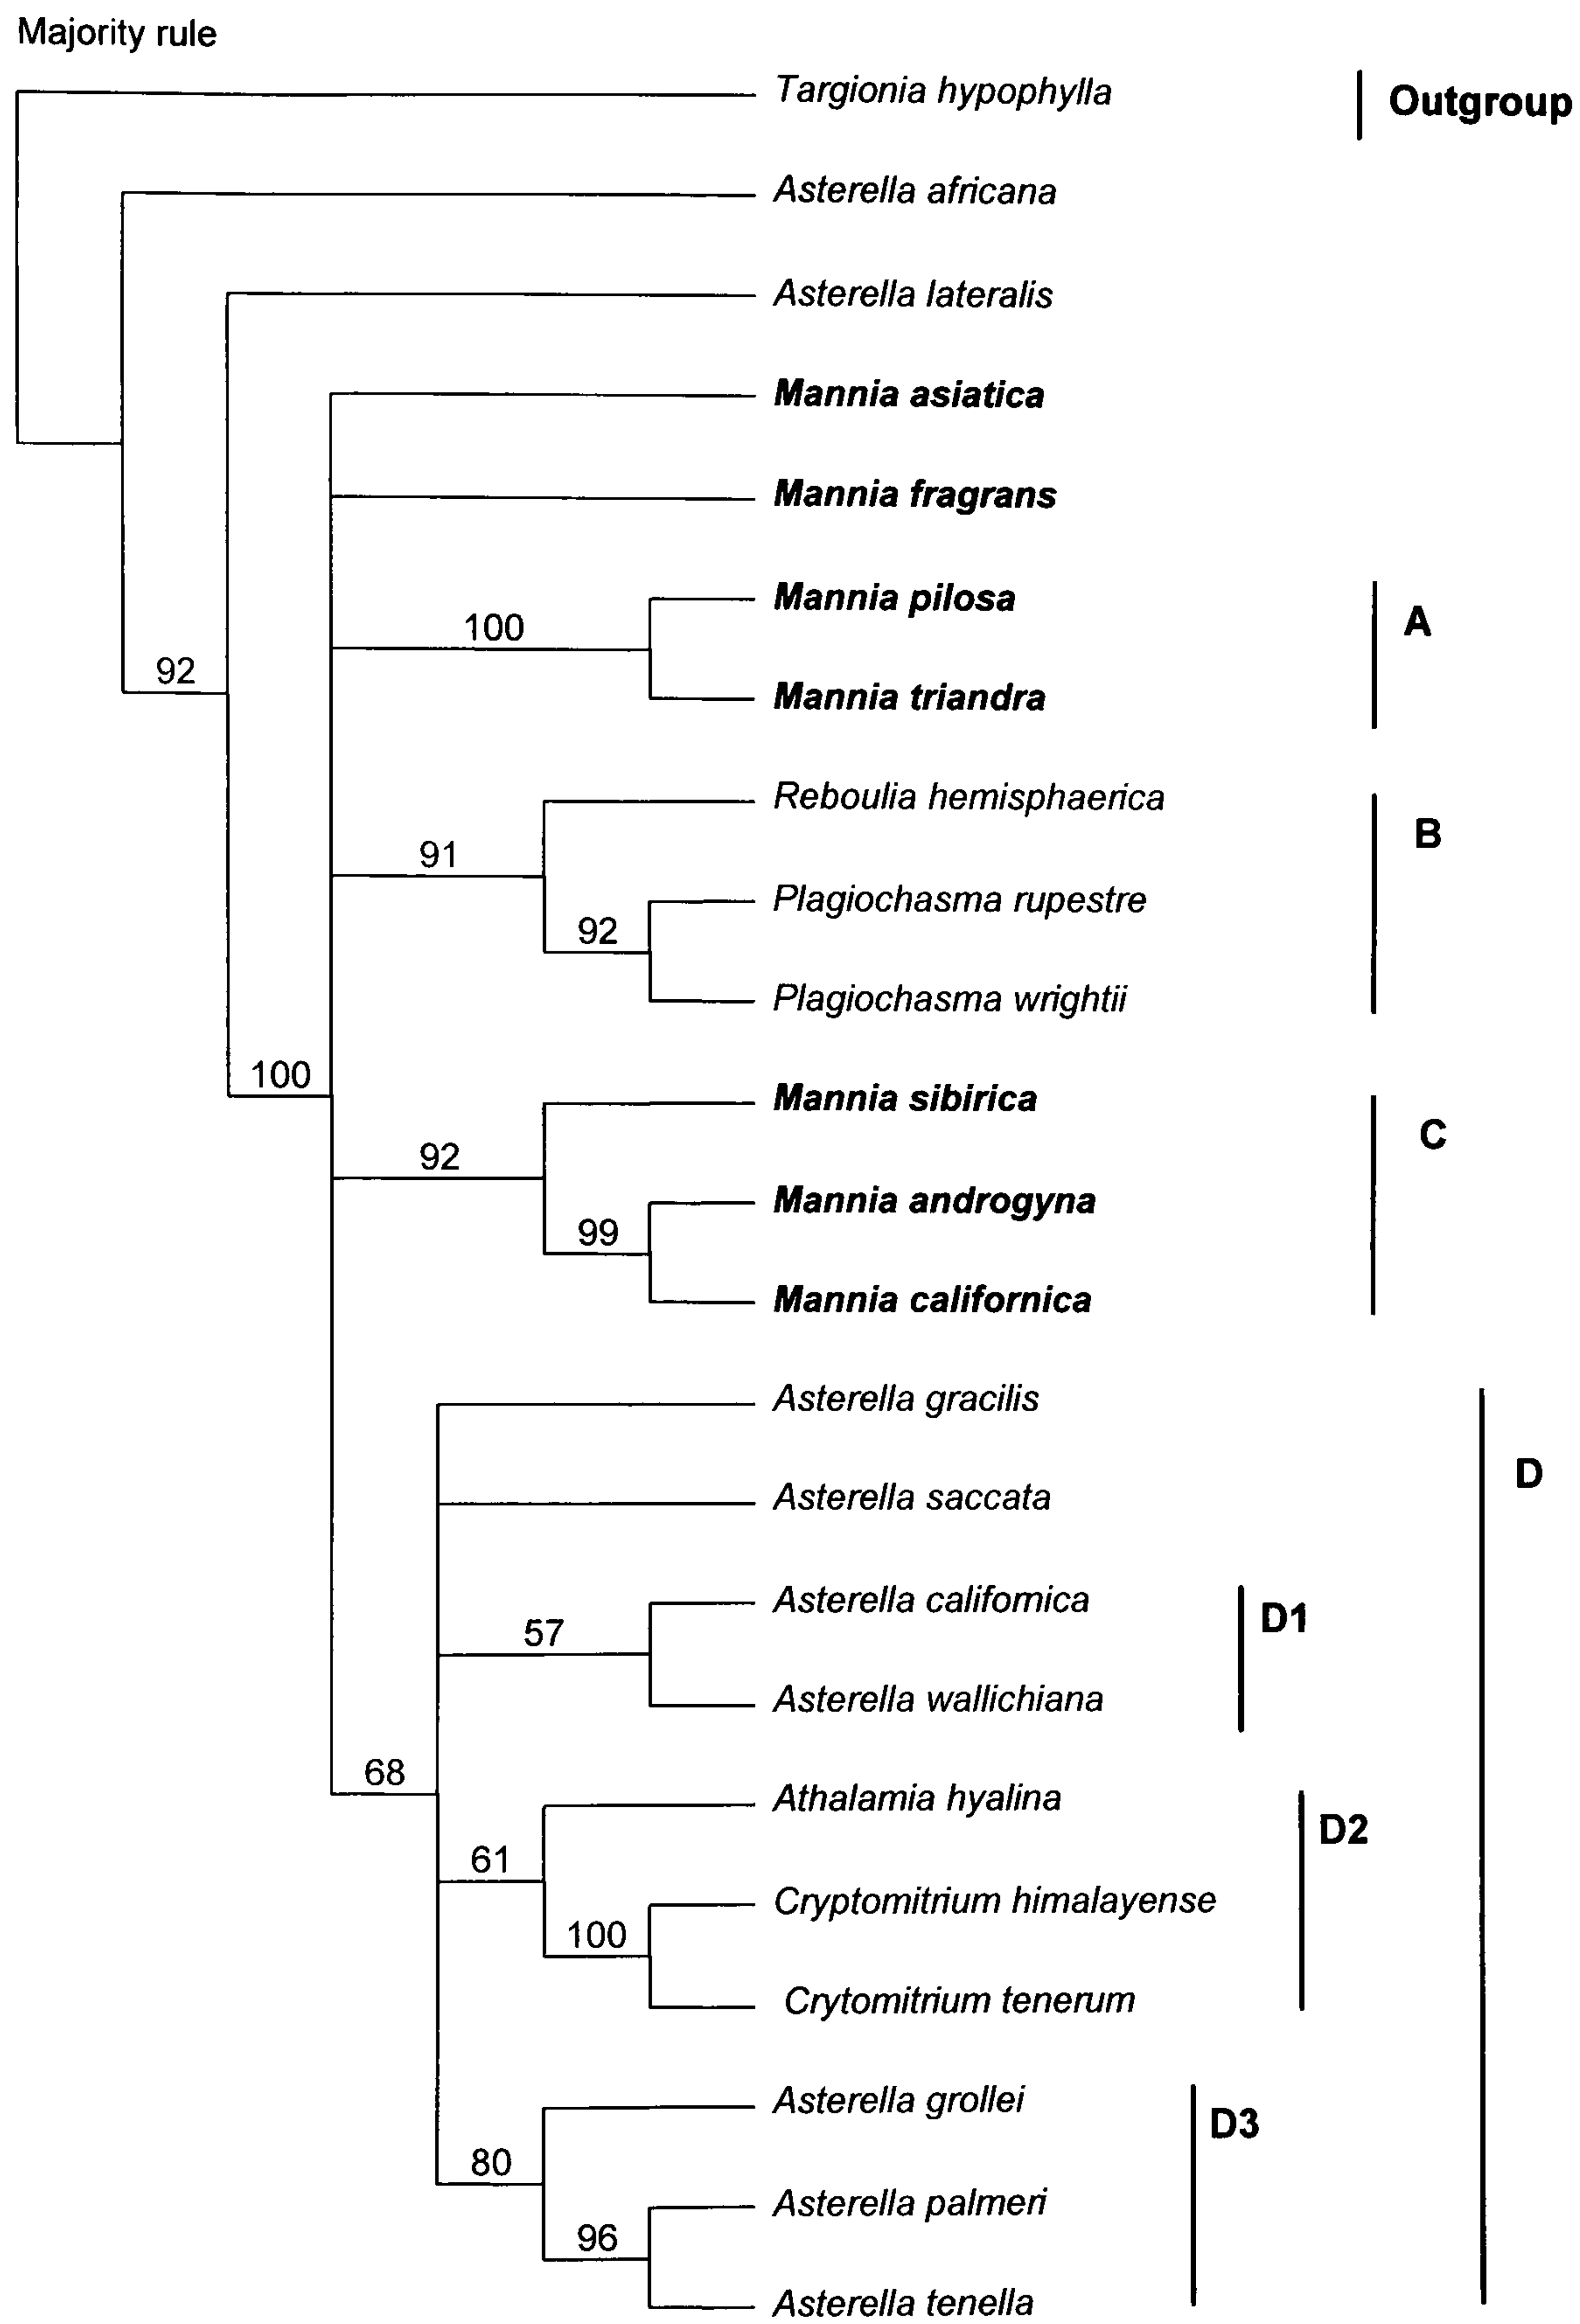 Majority rule
Targionia hypophylla
Outgroup
Asterella africana
Asterella lateralis
Mannia asiatica
Mannia fragrans
Mannia pilosa
100
A
92
Mannia triandra
Reboulia hemisphaerica
B
91
Plagiochasma rupestre
92
Plagiochasma wrightii
100
Mannia sibirica
C
92
Mannia androgyna
99
Mannia californica
Asterella gracilis
D
Asterella saccata
Asterella californica
D1
57
Asterella wallichiana
68
Athalamia hyalina
D2
61
Cryptomitrium himalayense
100
Crytomitrium tenerum
Asterella grollei
D3
80
Asterella palmeri
96
Asterella tenella